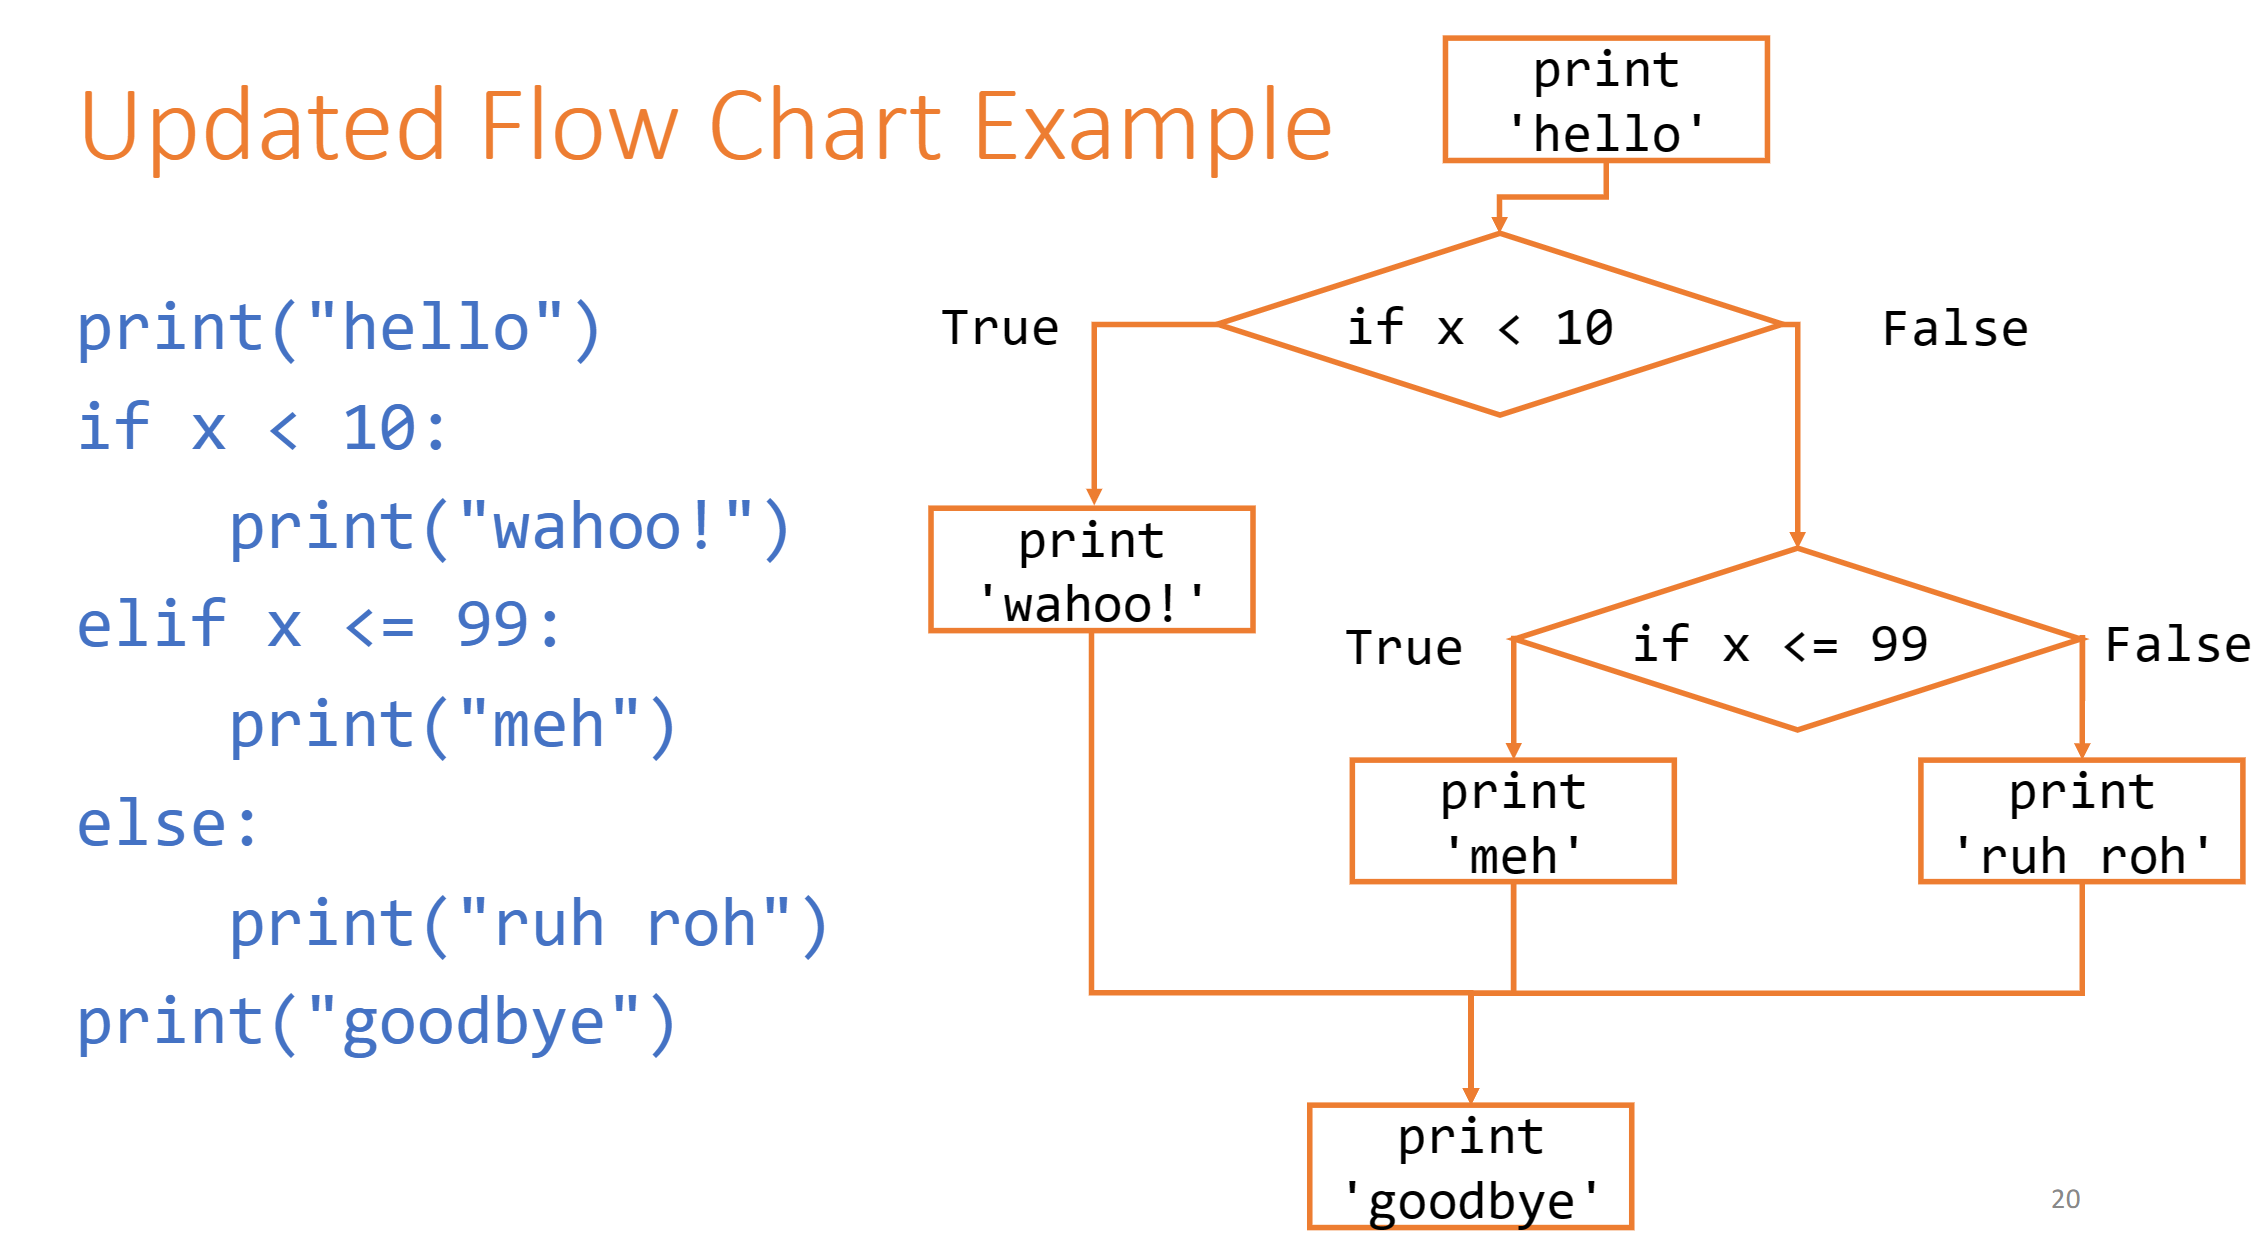 Updated Flow Chart Example
print("hello")
if x < 10:
    print("wahoo!")
elif x <= 99:
    print("meh")
else:
    print("ruh roh")
print("goodbye")
print
'hello'
True
if x < 10
False
print
'wahoo!'
True
if x <= 99
False
print
'meh'
print
'ruh roh'
print
'goodbye'
20